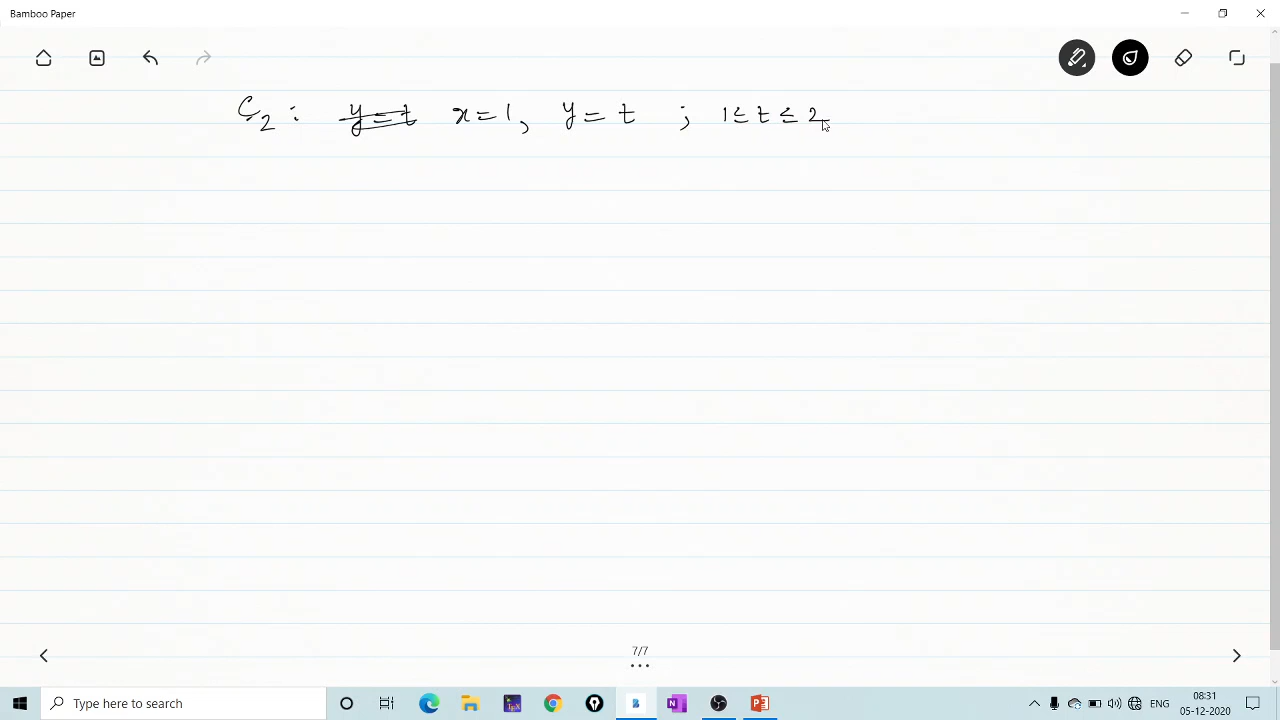 Bamboo Paper
C₂ : y = t x = 1, y = t ; 1 ≤ t ≤ 2
7/7
Type here to search
ENG
08:31
05-12-2020